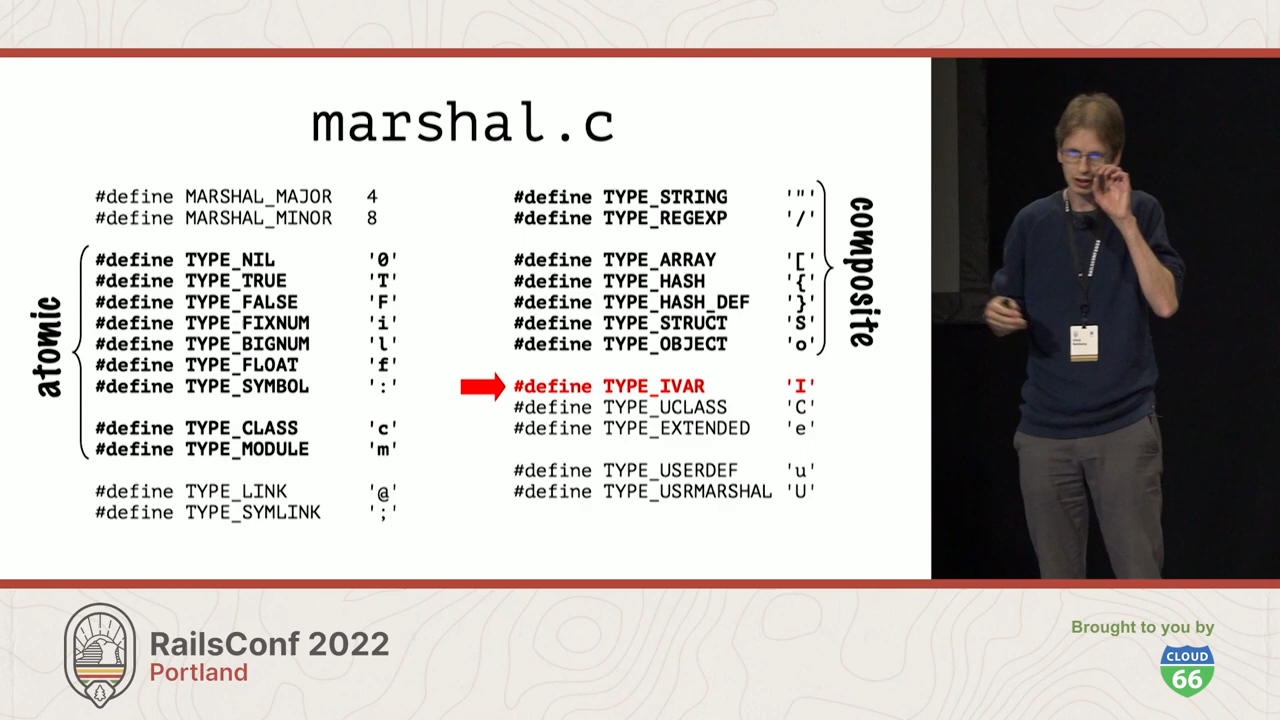 marshal.c
#define MARSHAL_MAJOR 4
#define MARSHAL_MINOR 8
atomic
#define TYPE_NIL '0'
#define TYPE_TRUE 'T'
#define TYPE_FALSE 'F'
#define TYPE_FIXNUM 'i'
#define TYPE_BIGNUM 'l'
#define TYPE_FLOAT 'f'
#define TYPE_SYMBOL ':'
#define TYPE_CLASS 'c'
#define TYPE_MODULE 'm'
#define TYPE_LINK '@'
#define TYPE_SYMLINK ';'
#define TYPE_STRING '"'
#define TYPE_REGEXP '/'
#define TYPE_ARRAY '['
#define TYPE_HASH '{'
#define TYPE_HASH_DEF '}'
#define TYPE_STRUCT 'S'
#define TYPE_OBJECT 'o'
composite
#define TYPE_IVAR 'I'
#define TYPE_UCLASS 'C'
#define TYPE_EXTENDED 'e'
#define TYPE_USERDEF 'u'
#define TYPE_USRMARSHAL 'U'
RailsConf 2022
Portland
Brought to you by
CLOUD
66